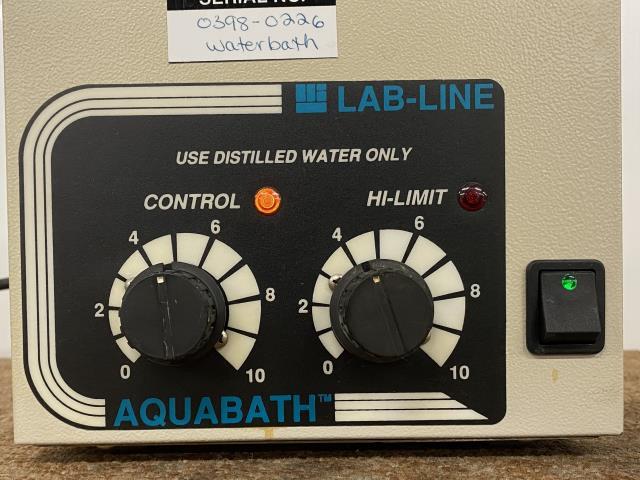 SERIAL NO.
0398-0226
waterbath
LAB-LINE
USE DISTILLED WATER ONLY
CONTROL HI-LIMIT
0 2 4 6 8 10
0 2 4 6 8 10
AQUABATH™